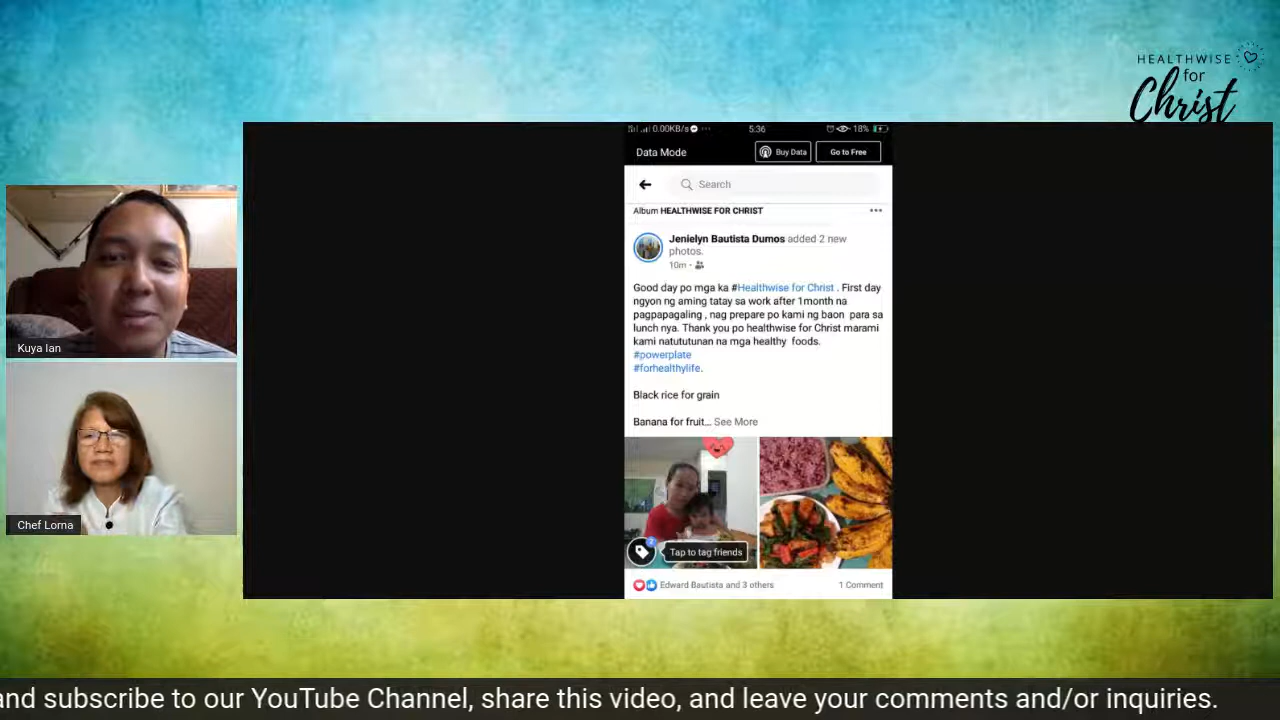 HEALTHWISE
for
Christ
0.00KB/s
5:36
18%
Data Mode
Buy Data
Go to Free
Search
Album HEALTHWISE FOR CHRIST
Jenielyn Bautista Dumos added 2 new
photos.
10m
Good day po mga ka #Healthwise for Christ . First day
ngyon ng aming tatay sa work after 1month na
pagpapagaling , nag prepare po kami ng baon para sa
lunch nya. Thank you po healthwise for Christ marami
kami natututunan na mga healthy foods.
#powerplate
#forhealthylife.
Black rice for grain
Banana for fruit... See More
Tap to tag friends
Edward Bautista and 3 others
1 Comment
Kuya Ian
Chef Lorna
and subscribe to our YouTube Channel, share this video, and leave your comments and/or inquiries.